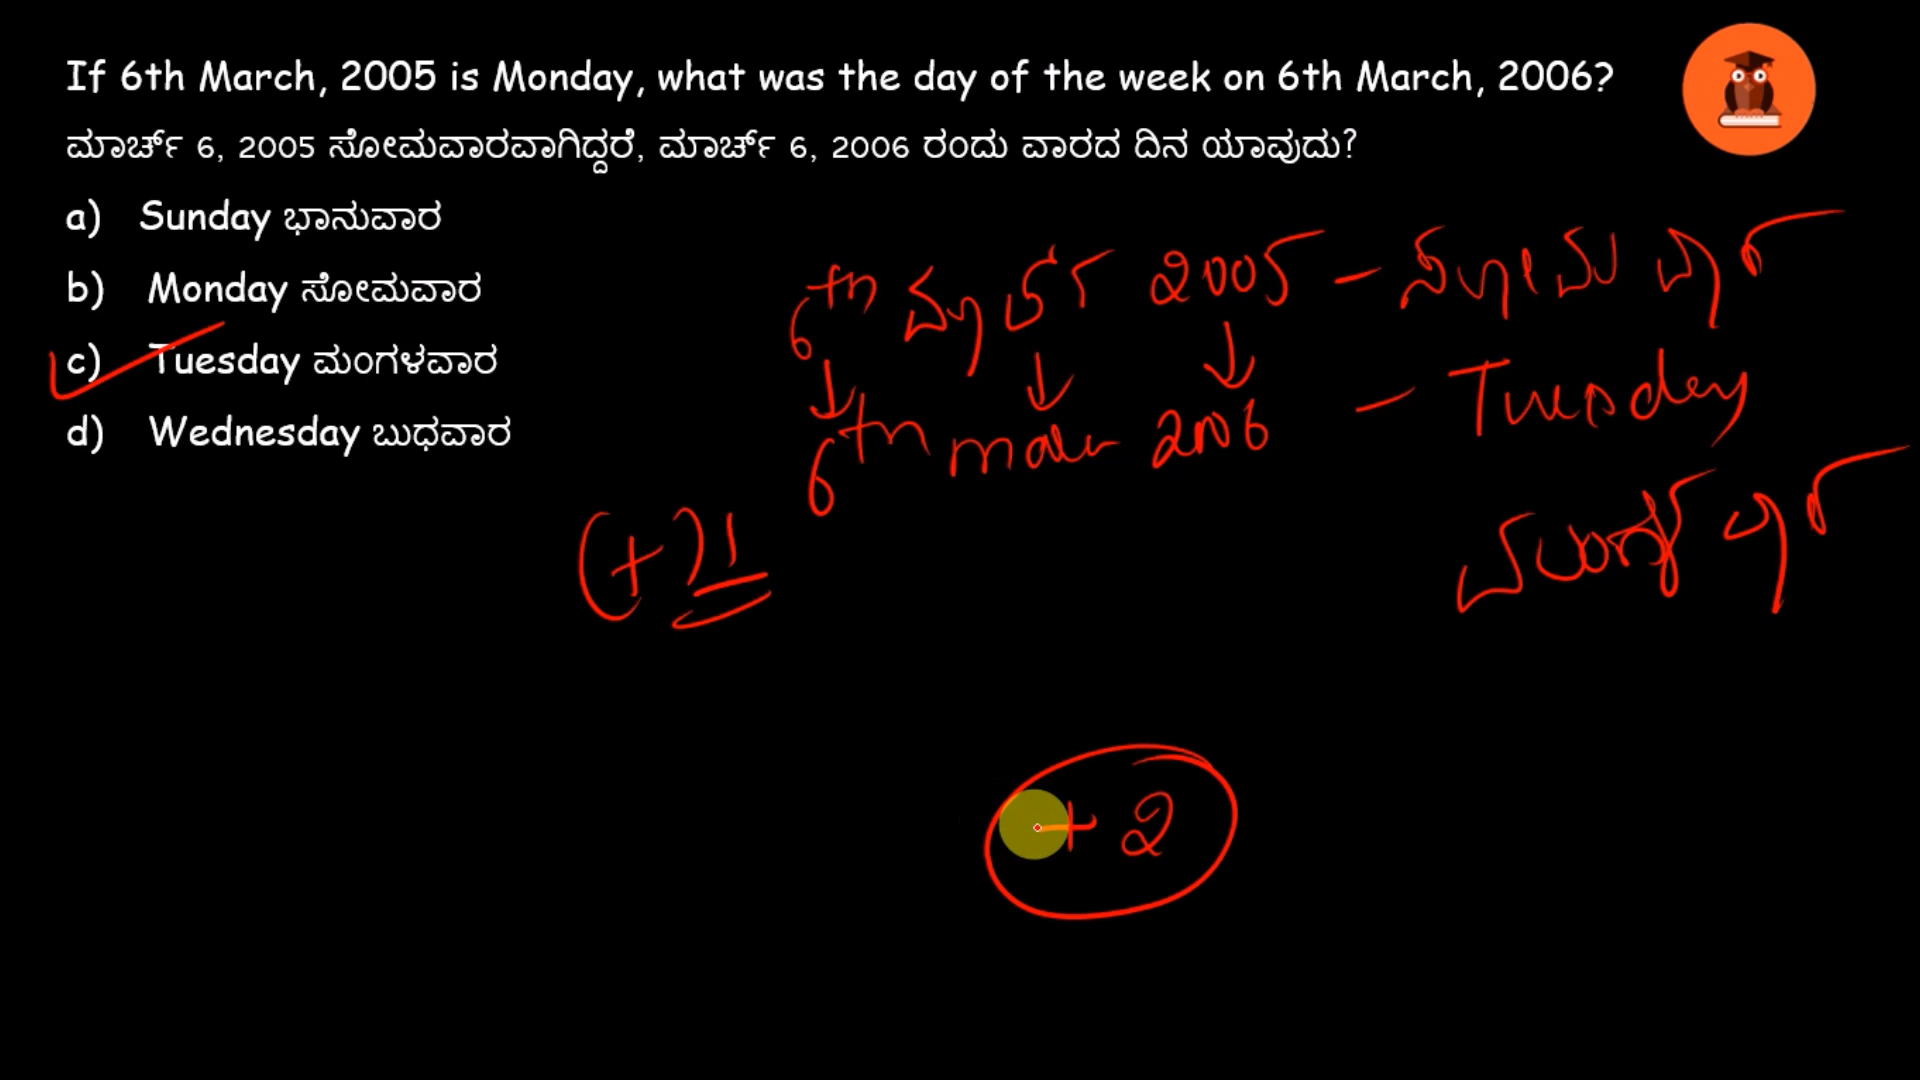 If 6th March, 2005 is Monday, what was the day of the week on 6th March, 2006?
ಮಾರ್ಚ್ 6, 2005 ಸೋಮವಾರವಾಗಿದ್ದರೆ, ಮಾರ್ಚ್ 6, 2006 ರಂದು ವಾರದ ದಿನ ಯಾವುದು?
a) Sunday ಭಾನುವಾರ
b) Monday ಸೋಮವಾರ
c) Tuesday ಮಂಗಳವಾರ
d) Wednesday ಬುಧವಾರ
6th ಮಾರ್ಚ 2005 - ಸೋಮವಾರ
6th 2006 - Tuesday
ಮಂಗಳವಾರ
(+)1
+2